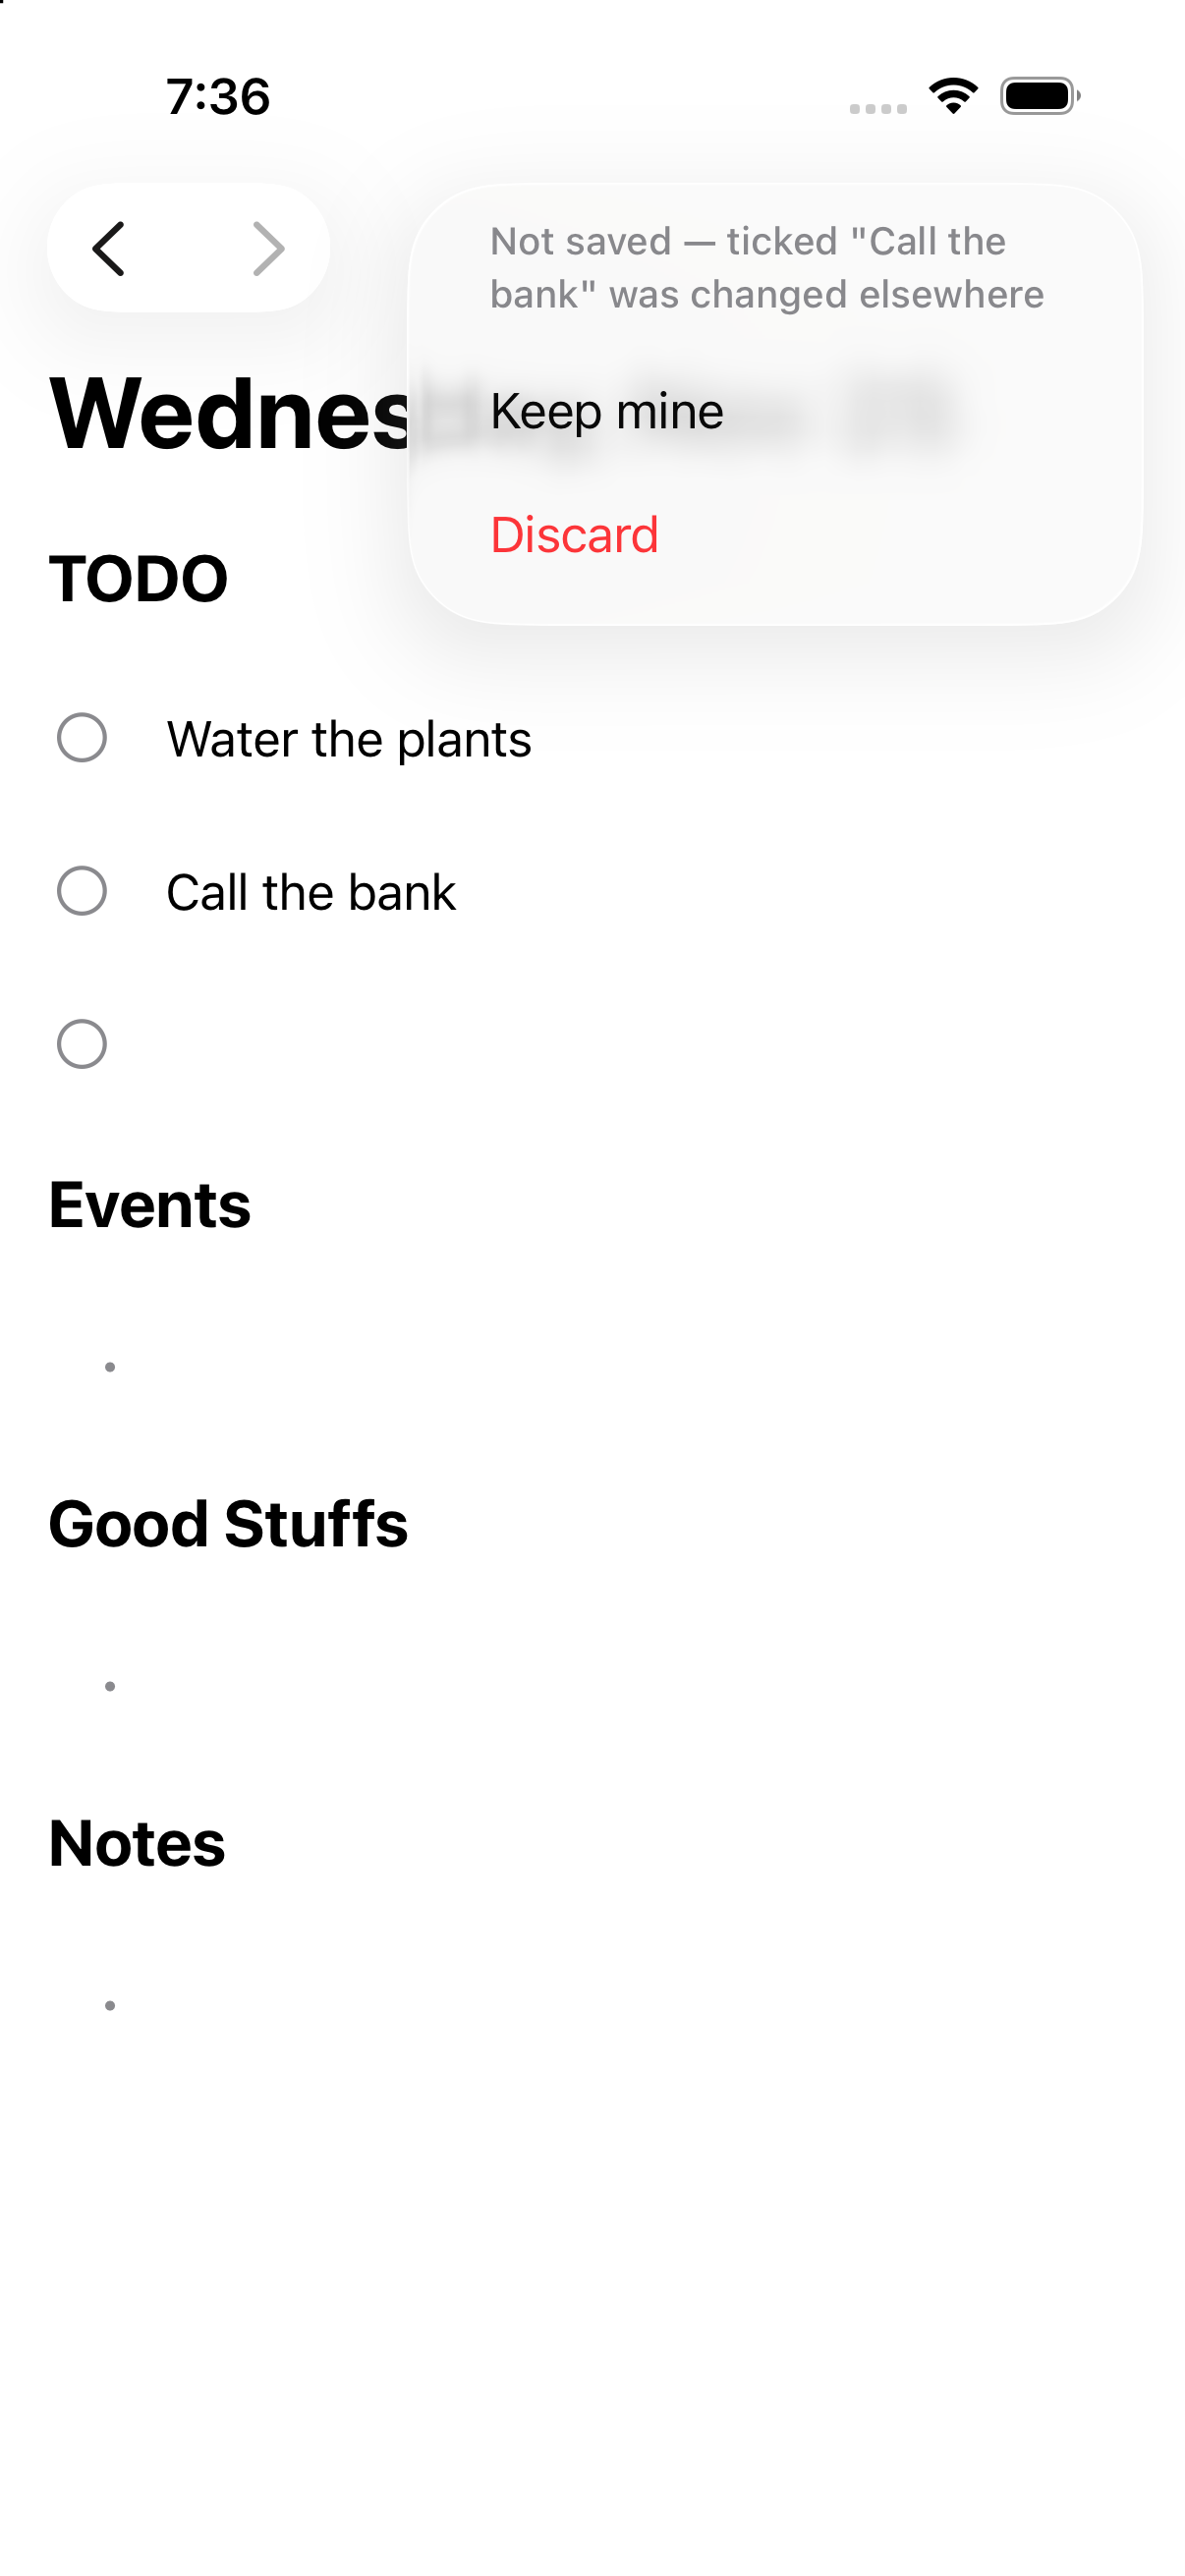 7:36
Not saved — ticked "Call the
bank" was changed elsewhere
Keep mine
Discard
TODO
Water the plants
Call the bank
Events
Good Stuffs
Notes